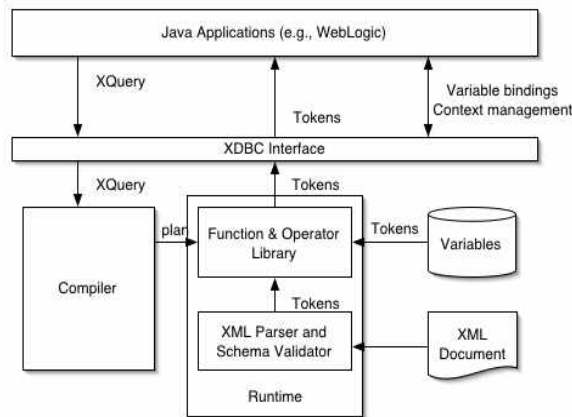 Java Applications (e.g., WebLogic)
XQuery
Tokens
Variable bindings
Context management
XDBC Interface
XQuery
Tokens
Compiler
plan
Function & Operator
Library
Tokens
Variables
Tokens
XML Parser and
Schema Validator
XML
Document
Runtime